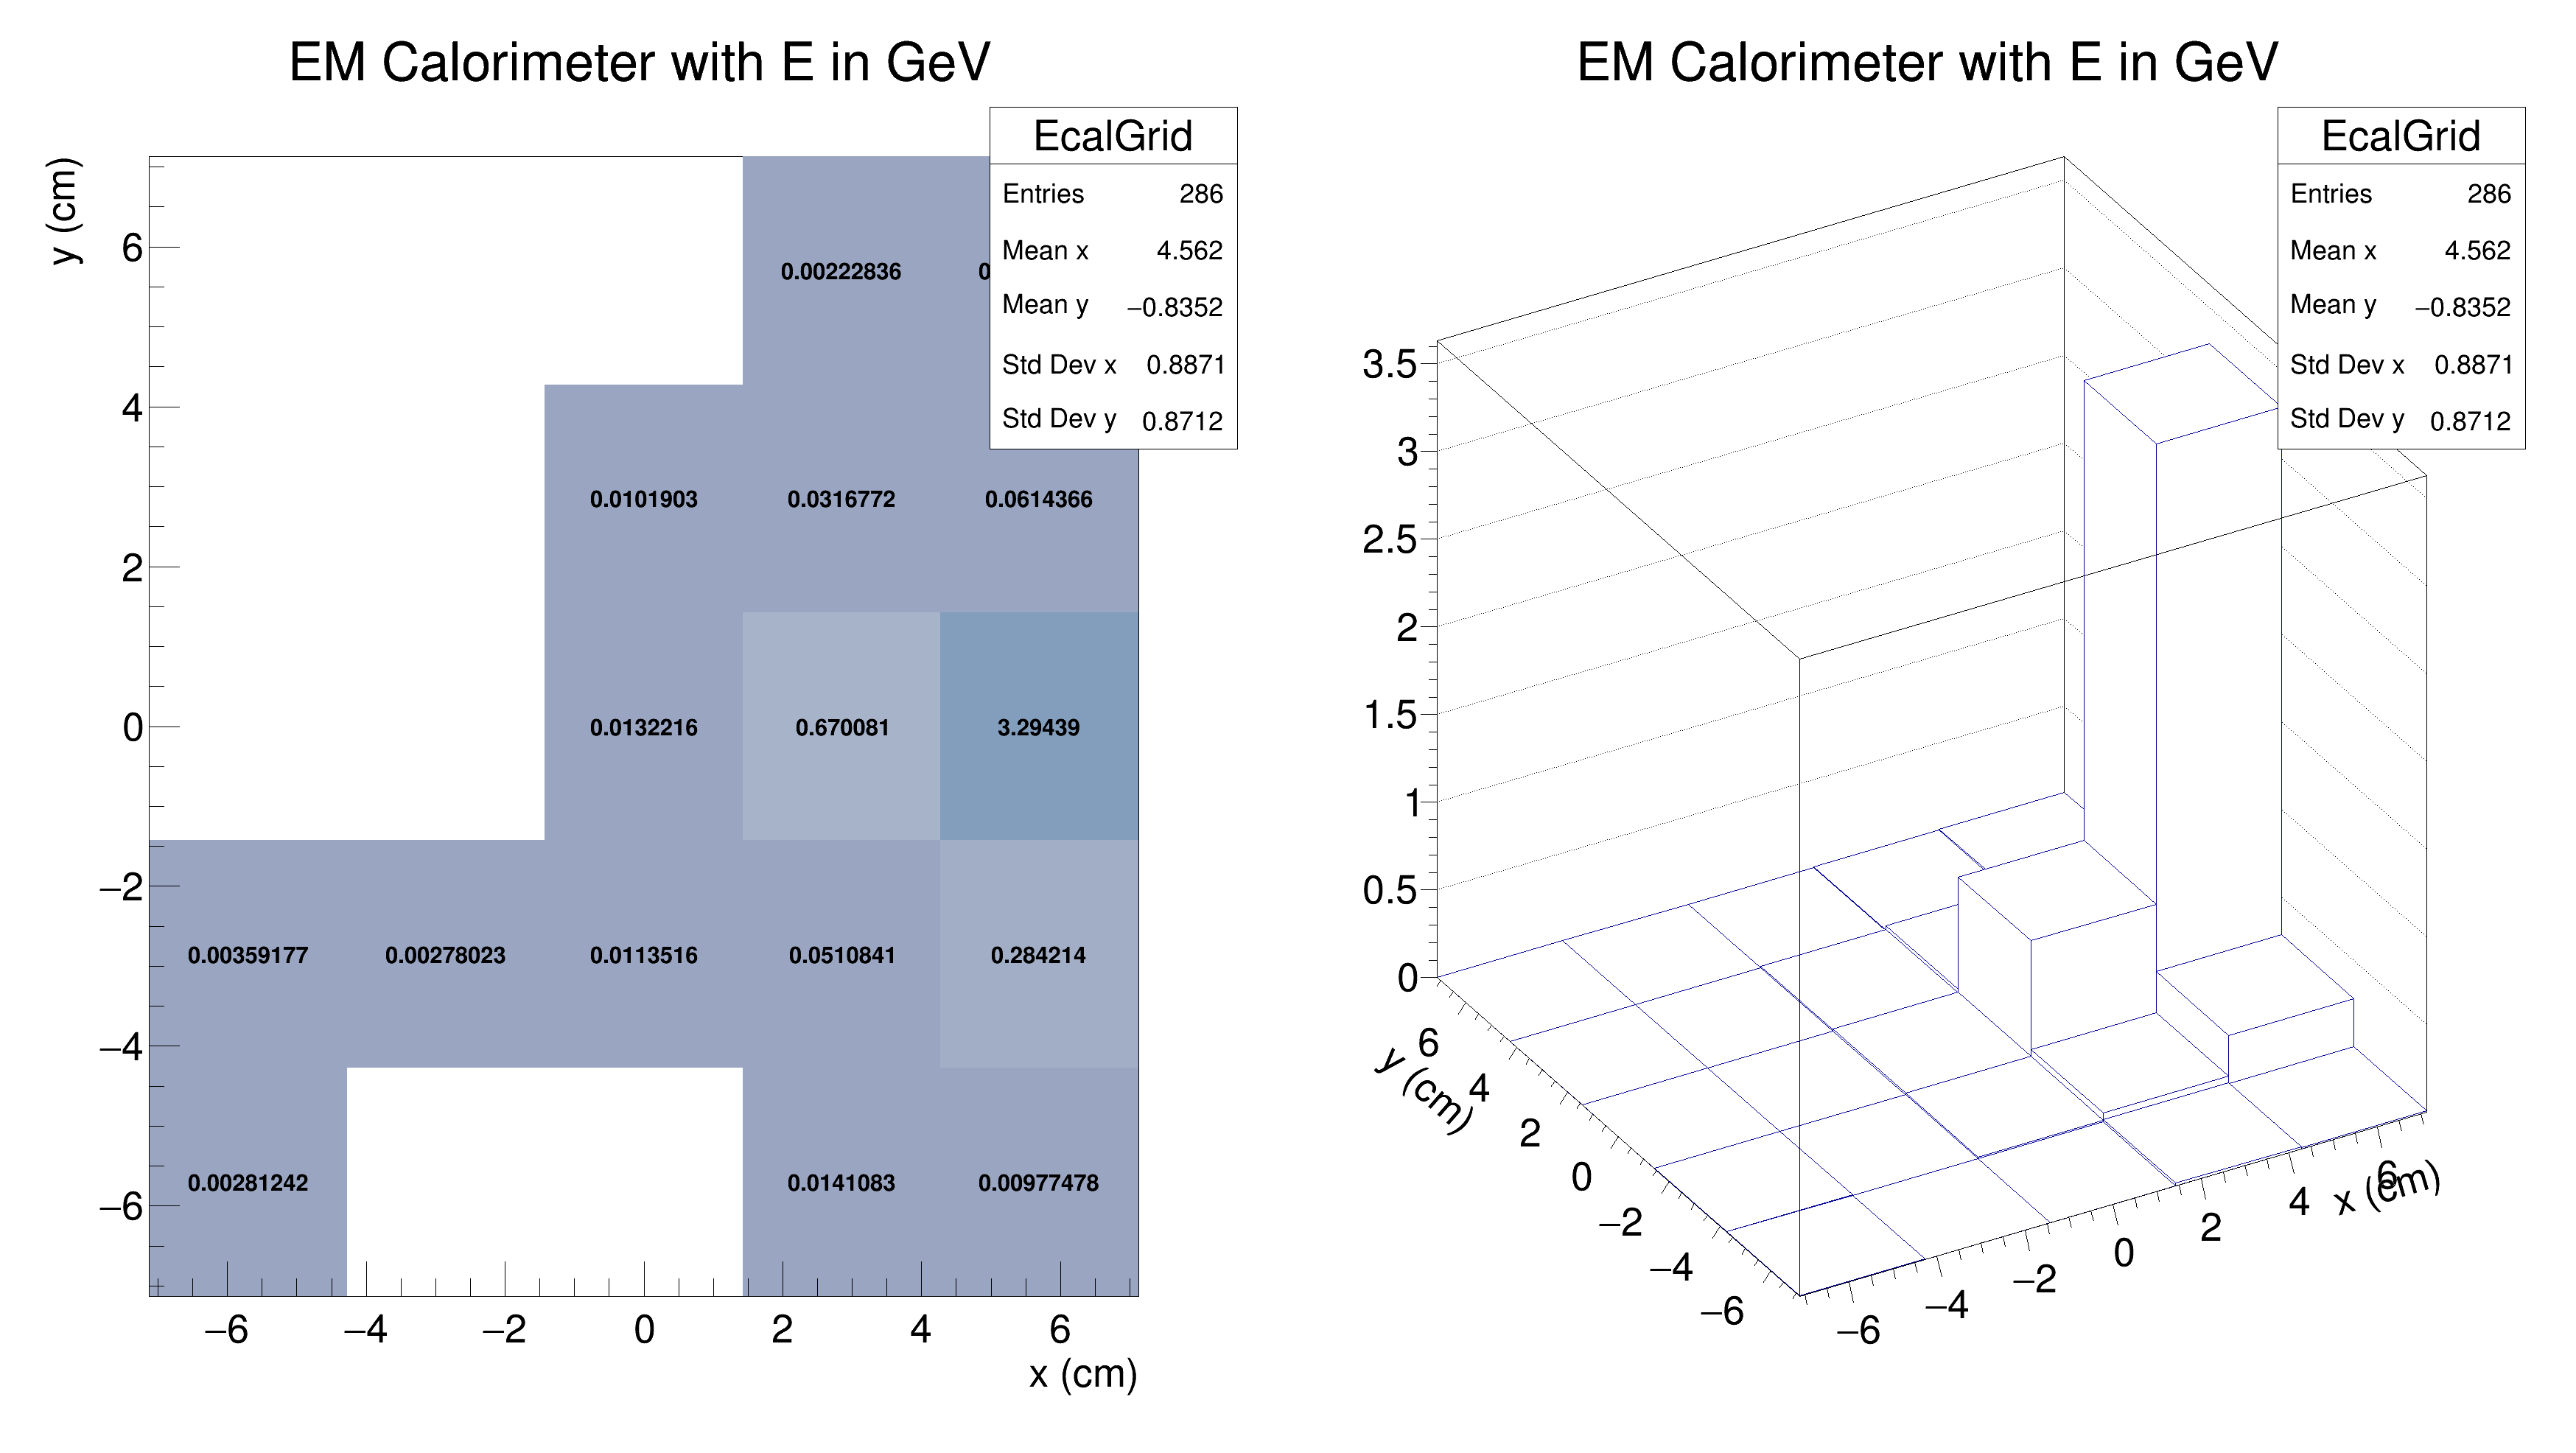 EM Calorimeter with E in GeV
EcalGrid
Entries 286
Mean x 4.562
Mean y −0.8352
Std Dev x 0.8871
Std Dev y 0.8712
y (cm)
6
4
2
0
−2
−4
−6
0.00222836 0
0.0101903 0.0316772 0.0614366
0.0132216 0.670081 3.29439
0.00359177 0.00278023 0.0113516 0.0510841 0.284214
0.00281242 0.0141083 0.00977478
−6 −4 −2 0 2 4 6
x (cm)
EM Calorimeter with E in GeV
EcalGrid
Entries 286
Mean x 4.562
Mean y −0.8352
Std Dev x 0.8871
Std Dev y 0.8712
3.5
3
2.5
2
1.5
1
0.5
0
y (cm)
6
4
2
0
−2
−4
−6
−6 −4 −2 0 2 4 6
x (cm)